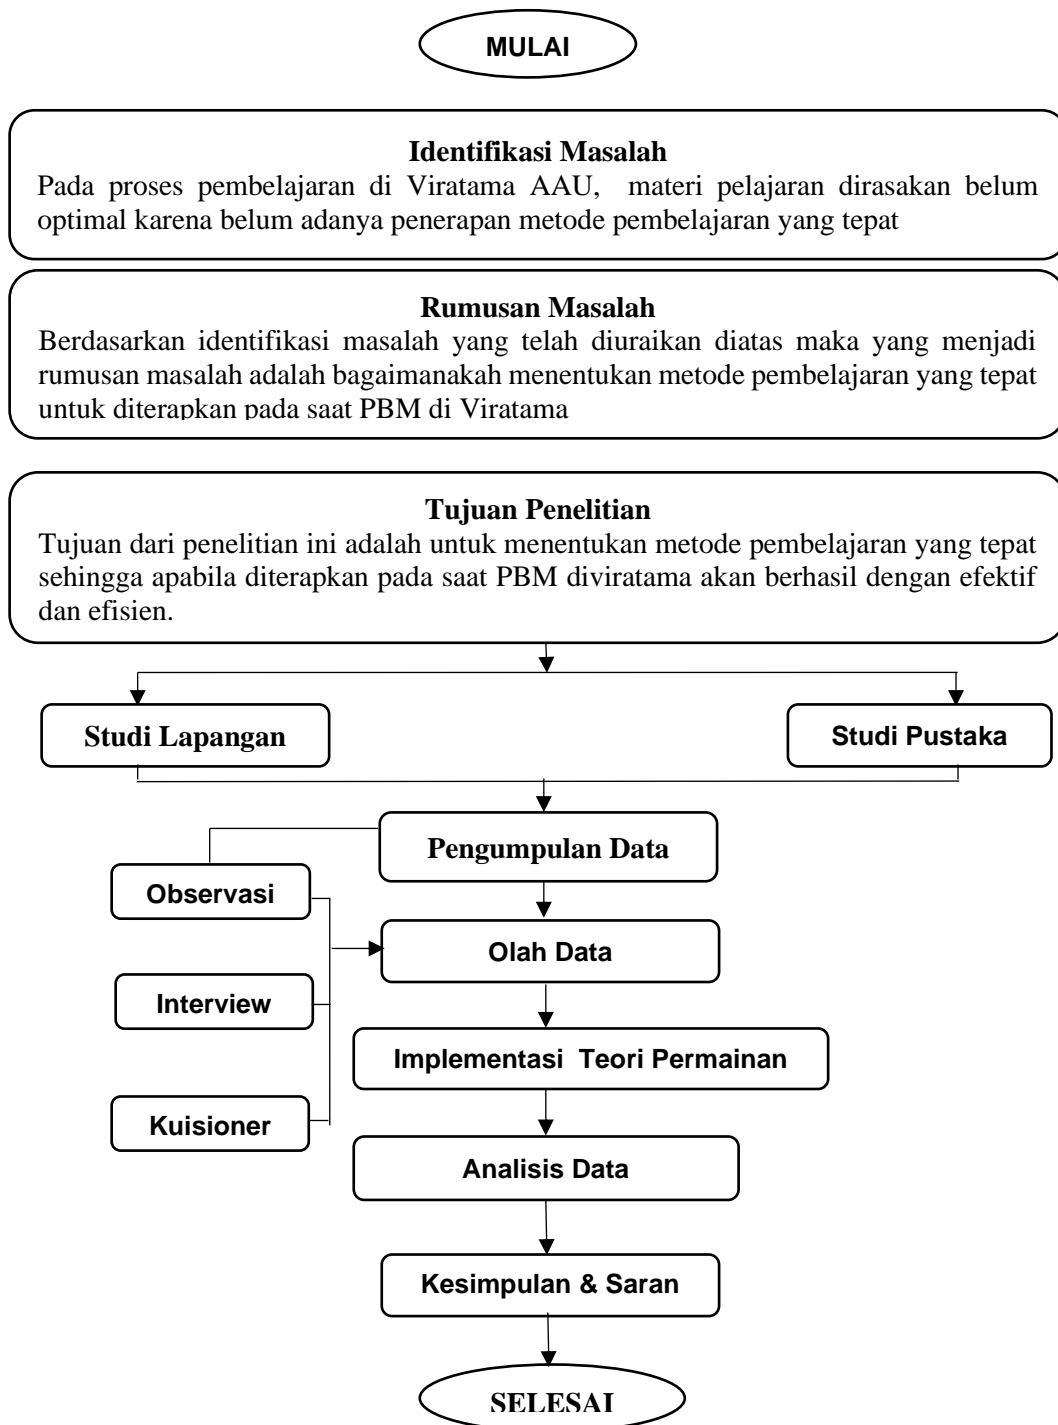 MULAI
Identifikasi Masalah
Pada proses pembelajaran di Viratama AAU, materi pelajaran dirasakan belum
optimal karena belum adanya penerapan metode pembelajaran yang tepat
Rumusan Masalah
Berdasarkan identifikasi masalah yang telah diuraikan diatas maka yang menjadi
rumusan masalah adalah bagaimanakah menentukan metode pembelajaran yang tepat
untuk diterapkan pada saat PBM di Viratama
Tujuan Penelitian
Tujuan dari penelitian ini adalah untuk menentukan metode pembelajaran yang tepat
sehingga apabila diterapkan pada saat PBM diviratama akan berhasil dengan efektif
dan efisien.
Studi Lapangan
Studi Pustaka
Pengumpulan Data
Observasi
Olah Data
Interview
Implementasi Teori Permainan
Kuisioner
Analisis Data
Kesimpulan & Saran
SELESAI